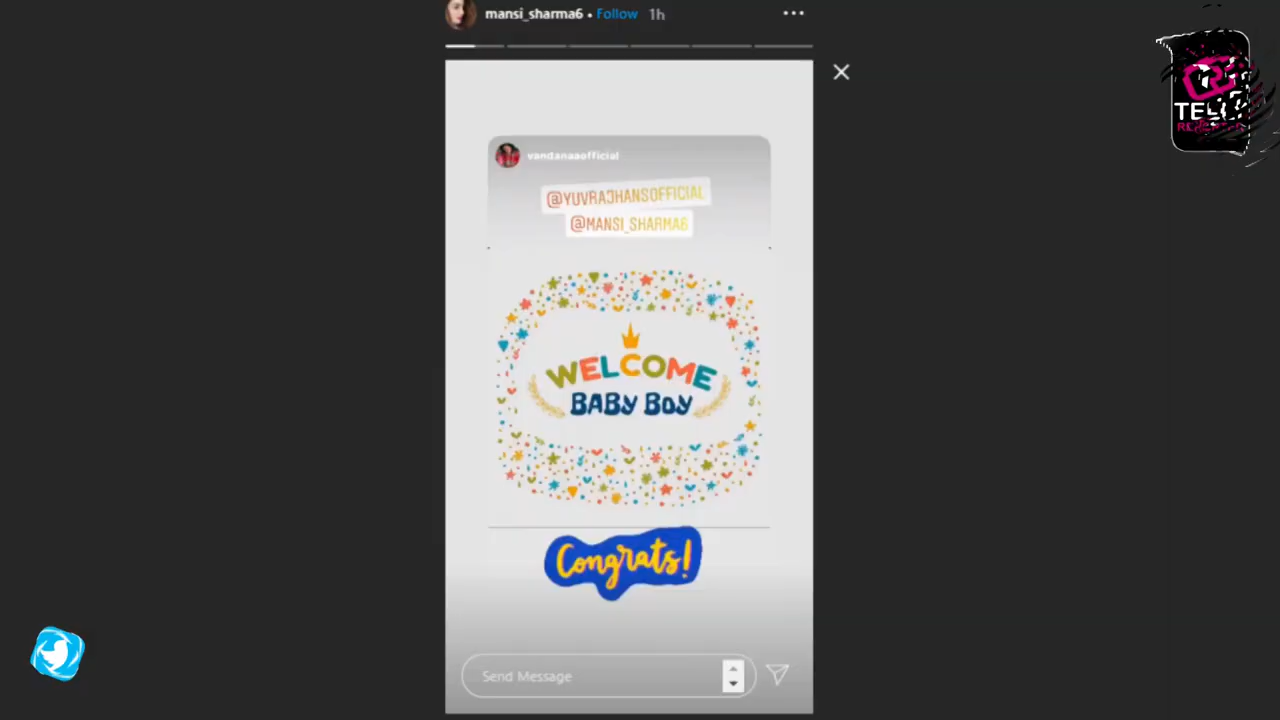 mansi_sharma6 • Follow 1h
vandanaaofficial
@YUVRAJHANSOFFICIAL
@MANSI_SHARMA6
WELCOME
BABY BOY
Congrats!
Send Message